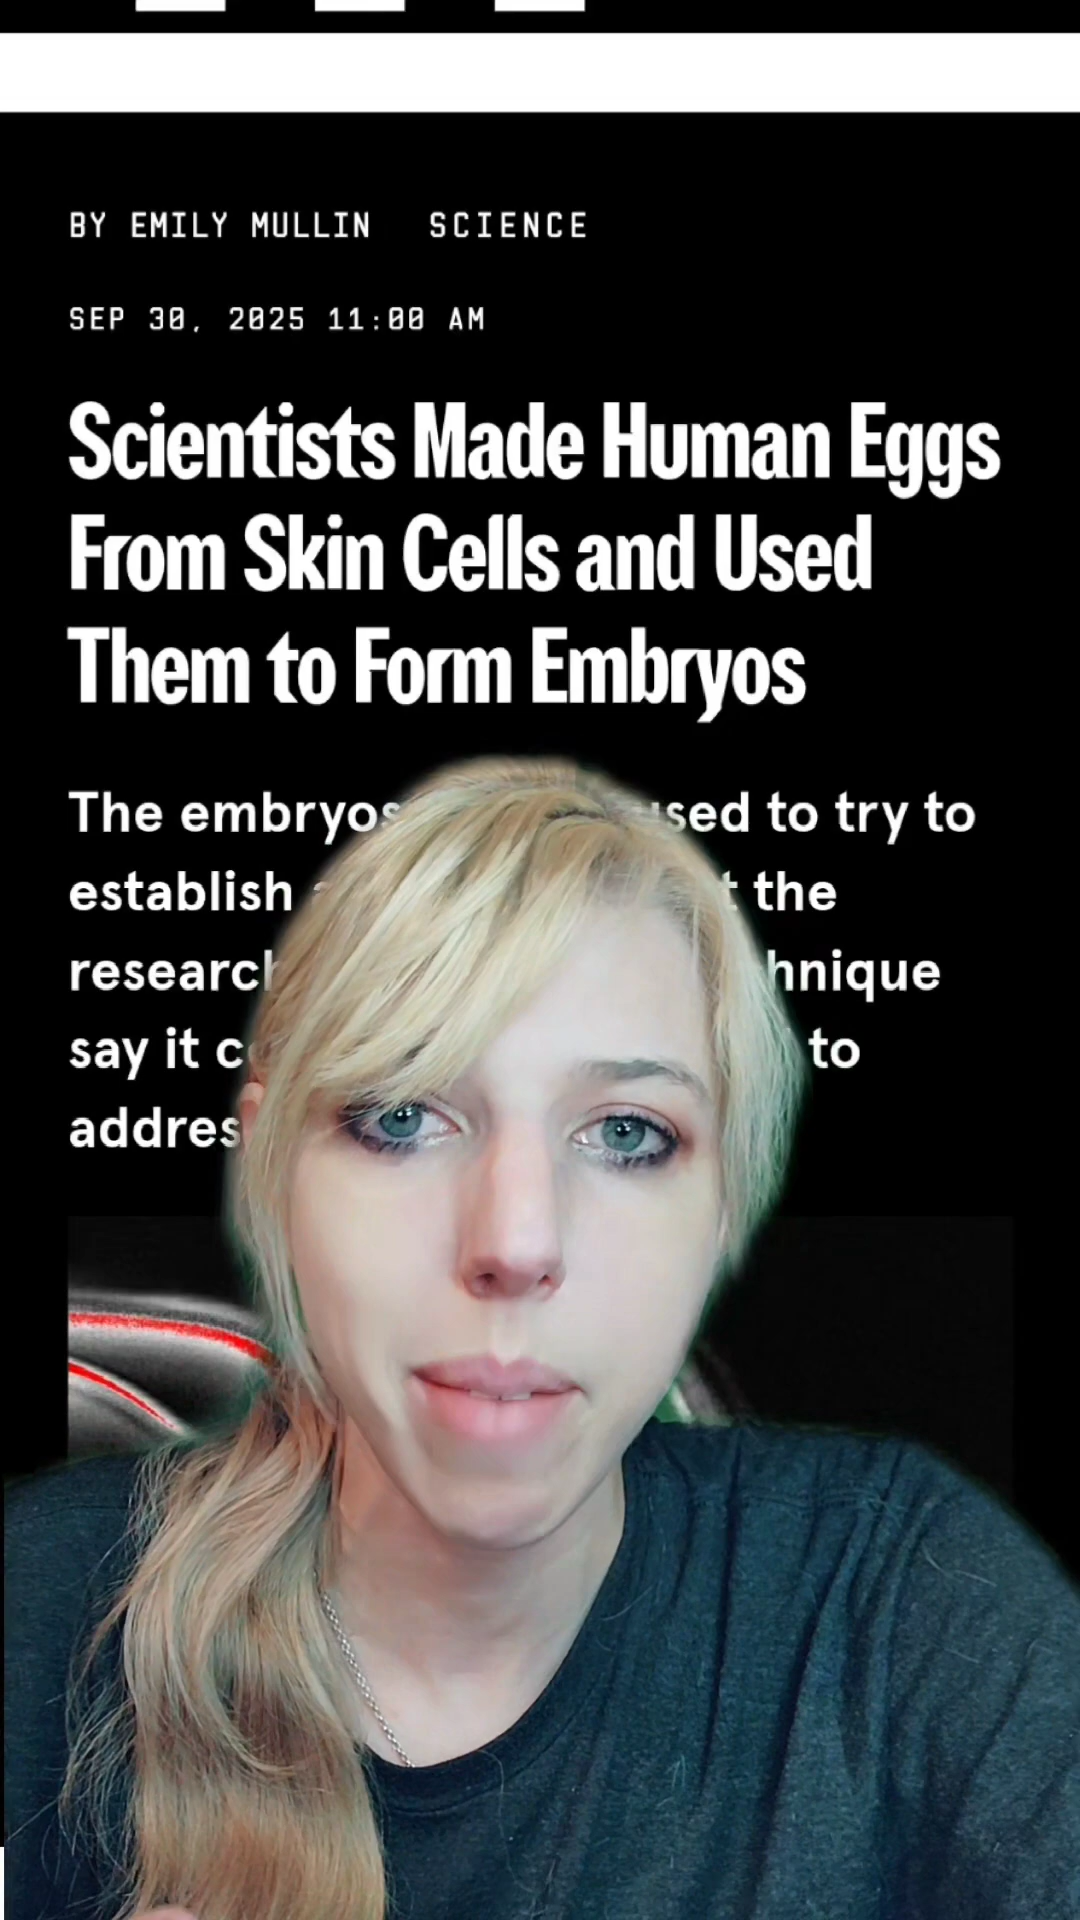 BY EMILY MULLIN SCIENCE
SEP 30, 2025 11:00 AM
Scientists Made Human Eggs
From Skin Cells and Used
Them to Form Embryos
The embryos used to try to
establish the
say it to